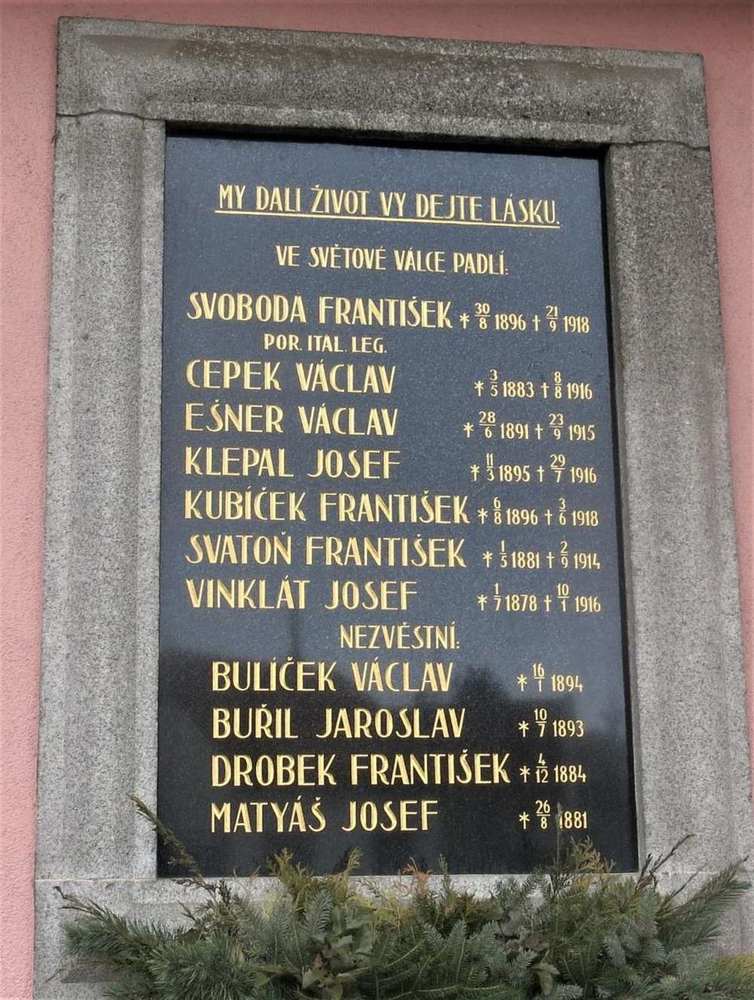 MY DALI ŽIVOT VY DEJTE LÁSKU.
VE SVĚTOVÉ VÁLCE PADLÍ:
SVOBODA FRANTIŠEK * 30/8 1896 † 21/9 1918
POR. ITAL. LEG.
CEPEK VÁCLAV * 3/5 1883 † 8/8 1916
EŠNER VÁCLAV * 28/6 1891 † 23/9 1915
KLEPAL JOSEF * 11/3 1895 † 29/7 1916
KUBÍČEK FRANTIŠEK * 6/8 1896 † 3/6 1918
SVATOŇ FRANTIŠEK * 1/5 1881 † 2/9 1914
VINKLÁT JOSEF * 1/7 1878 † 10/1 1916
NEZVĚSTNÍ:
BULÍČEK VÁCLAV * 16/1 1894
BUŘIL JAROSLAV * 10/7 1893
DROBEK FRANTIŠEK * 4/12 1884
MATYÁŠ JOSEF * 26/8 1881